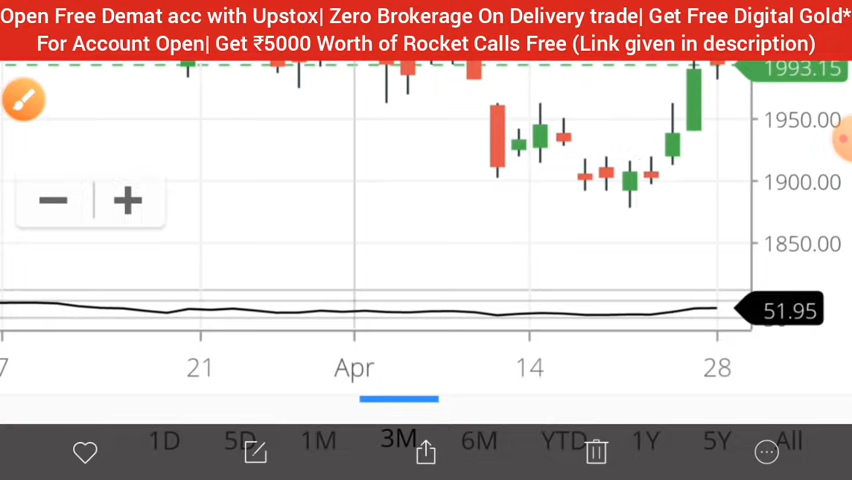 Open Free Demat acc with Upstox| Zero Brokerage On Delivery trade| Get Free Digital Gold*
For Account Open| Get ₹5000 Worth of Rocket Calls Free (Link given in description)
1993.15
1950.00
1900.00
1850.00
51.95
7 21 Apr 14 28
1D 5D 1M 3M 6M YTD 1Y 5Y All